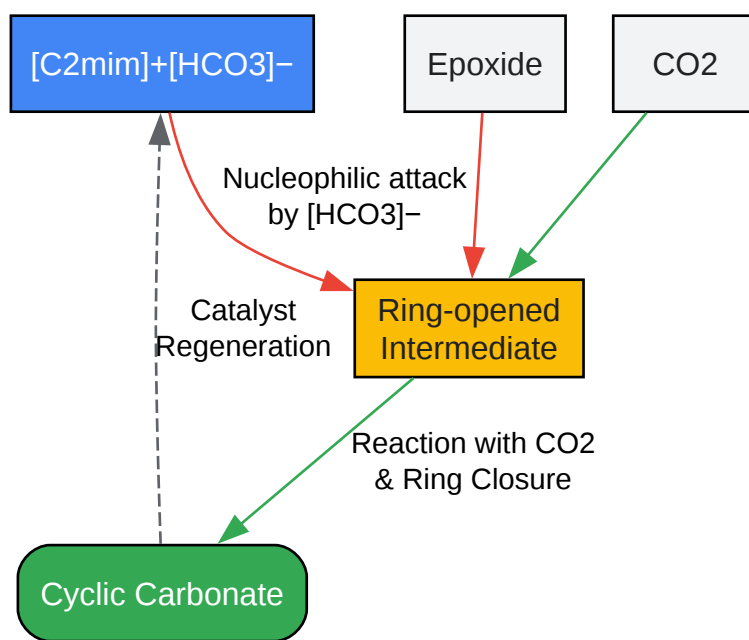 [C2mim]+[HCO3]−
Epoxide
CO2
Nucleophilic attack
by [HCO3]−
Catalyst
Regeneration
Ring-opened
Intermediate
Reaction with CO2
& Ring Closure
Cyclic Carbonate